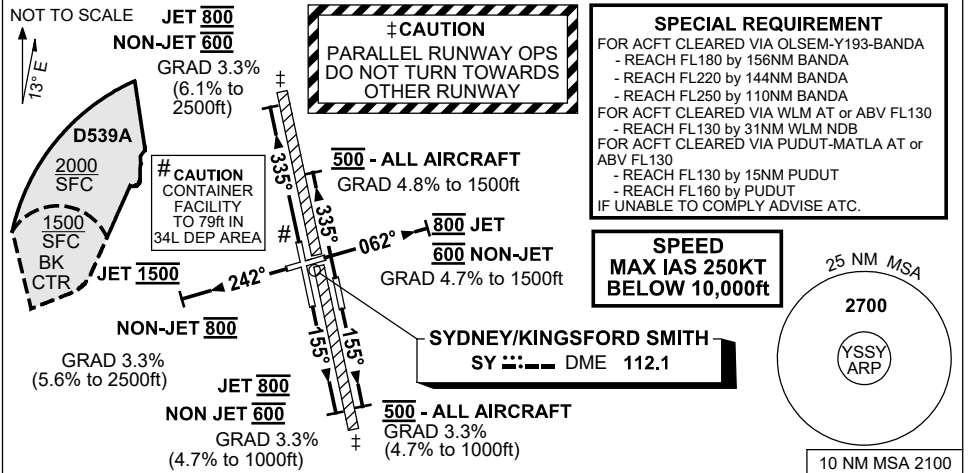 NOT TO SCALE
13° E
JET 800
NON-JET 600
GRAD 3.3%
(6.1% to
2500ft)
‡
‡CAUTION
PARALLEL RUNWAY OPS
DO NOT TURN TOWARDS
OTHER RUNWAY
SPECIAL REQUIREMENT
FOR ACFT CLEARED VIA OLSEM-Y193-BANDA
- REACH FL180 by 156NM BANDA
- REACH FL220 by 144NM BANDA
- REACH FL250 by 110NM BANDA
FOR ACFT CLEARED VIA WLM AT or ABV FL130
- REACH FL130 by 31NM WLM NDB
FOR ACFT CLEARED VIA PUDUT-MATLA AT or
ABV FL130
- REACH FL130 by 15NM PUDUT
- REACH FL160 by PUDUT
IF UNABLE TO COMPLY ADVISE ATC.
D539A
2000
SFC
1500
SFC
BK
CTR
# CAUTION
CONTAINER
FACILITY
TO 79ft IN
34L DEP AREA
#
335°
335°
500 - ALL AIRCRAFT
GRAD 4.8% to 1500ft
062°
800 JET
600 NON-JET
GRAD 4.7% to 1500ft
JET 1500
242°
NON-JET 800
GRAD 3.3%
(5.6% to 2500ft)
155°
155°
SPEED
MAX IAS 250KT
BELOW 10,000ft
SYDNEY/KINGSFORD SMITH
SY DME 112.1
JET 800
NON JET 600
GRAD 3.3%
(4.7% to 1000ft)
‡
500 - ALL AIRCRAFT
GRAD 3.3%
(4.7% to 1000ft)
25 NM MSA
2700
YSSY
ARP
10 NM MSA 2100